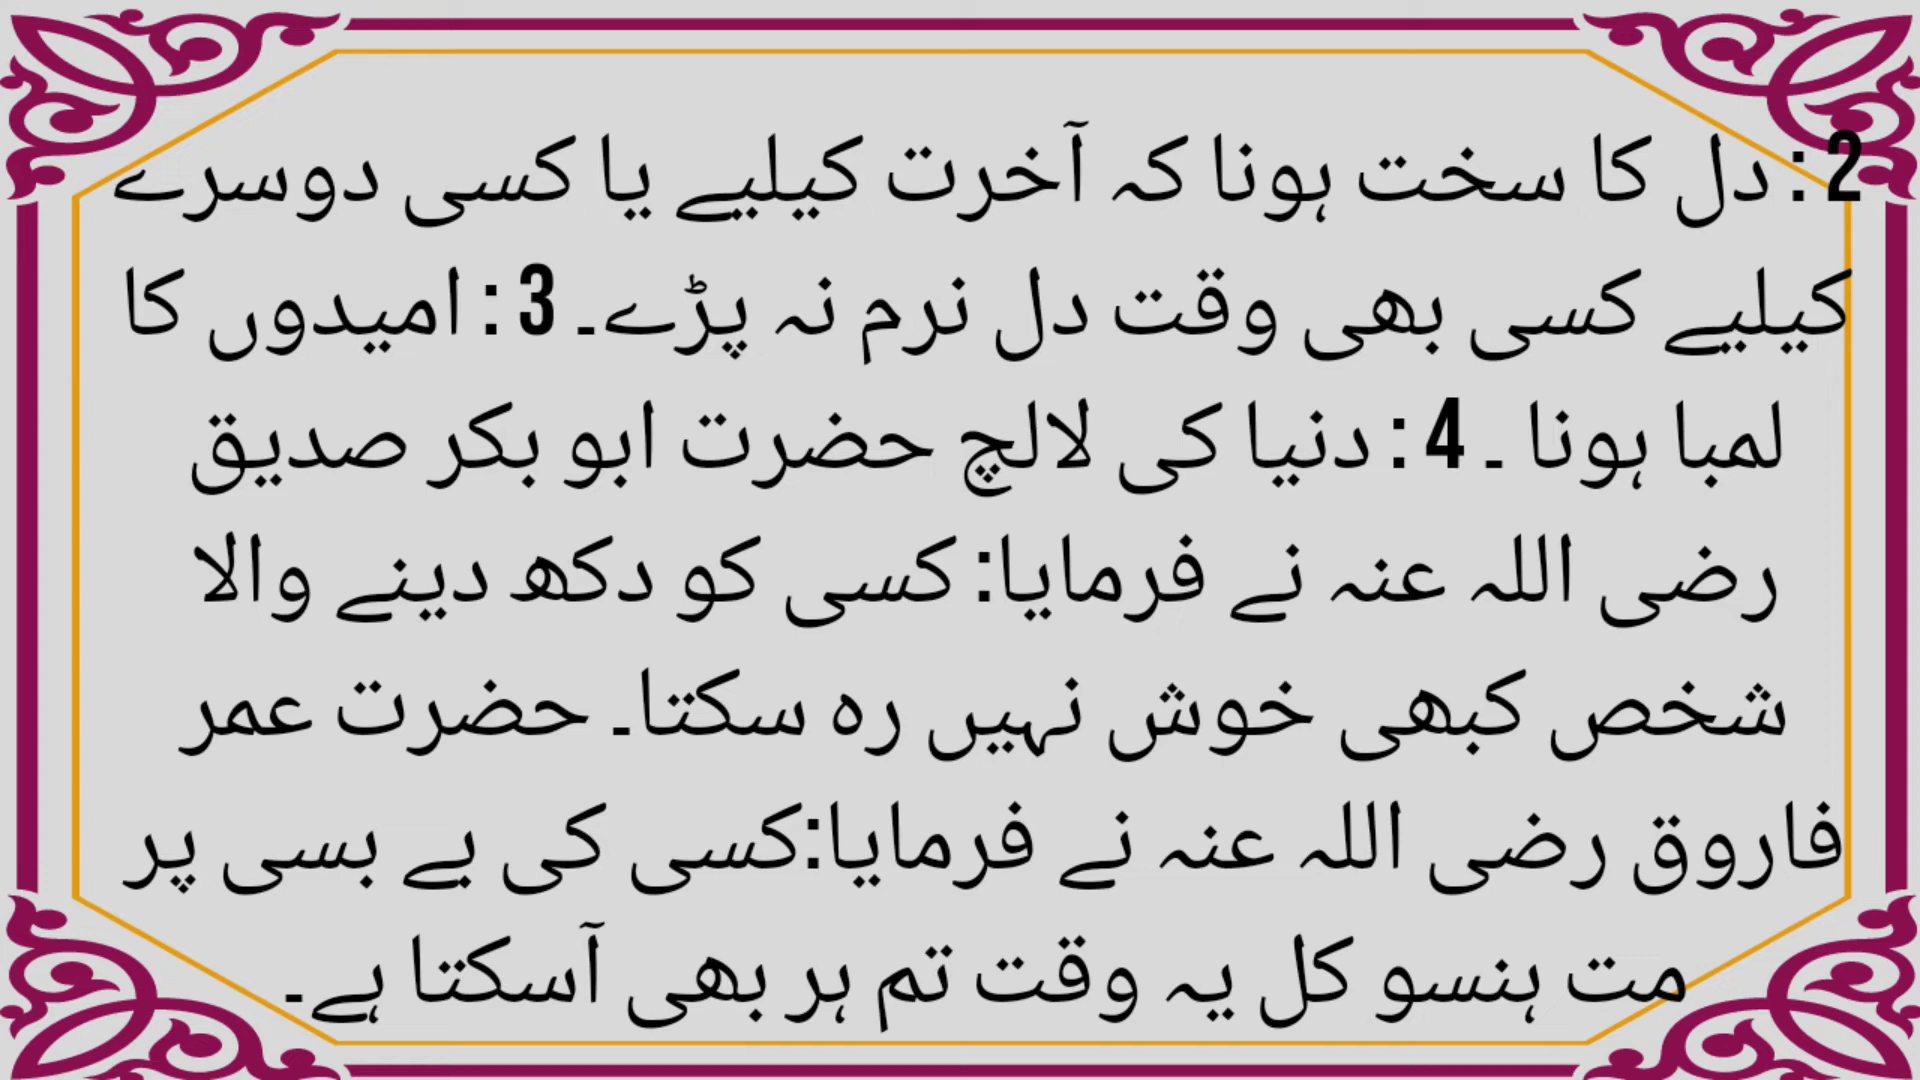 2 : دل کا سخت ہونا کہ آخرت کیلیے یا کسی دوسرے
کیلیے کسی بھی وقت دل نرم نہ پڑے۔ 3 : امیدوں کا
لمبا ہونا ۔ 4 : دنیا کی لالچ حضرت ابو بکر صدیق
رضی اللہ عنہ نے فرمایا: کسی کو دکھ دینے والا
شخص کبھی خوش نہیں رہ سکتا۔ حضرت عمر
فاروق رضی اللہ عنہ نے فرمایا:کسی کی بے بسی پر
مت ہنسو کل یہ وقت تم ہر بھی آسکتا ہے۔